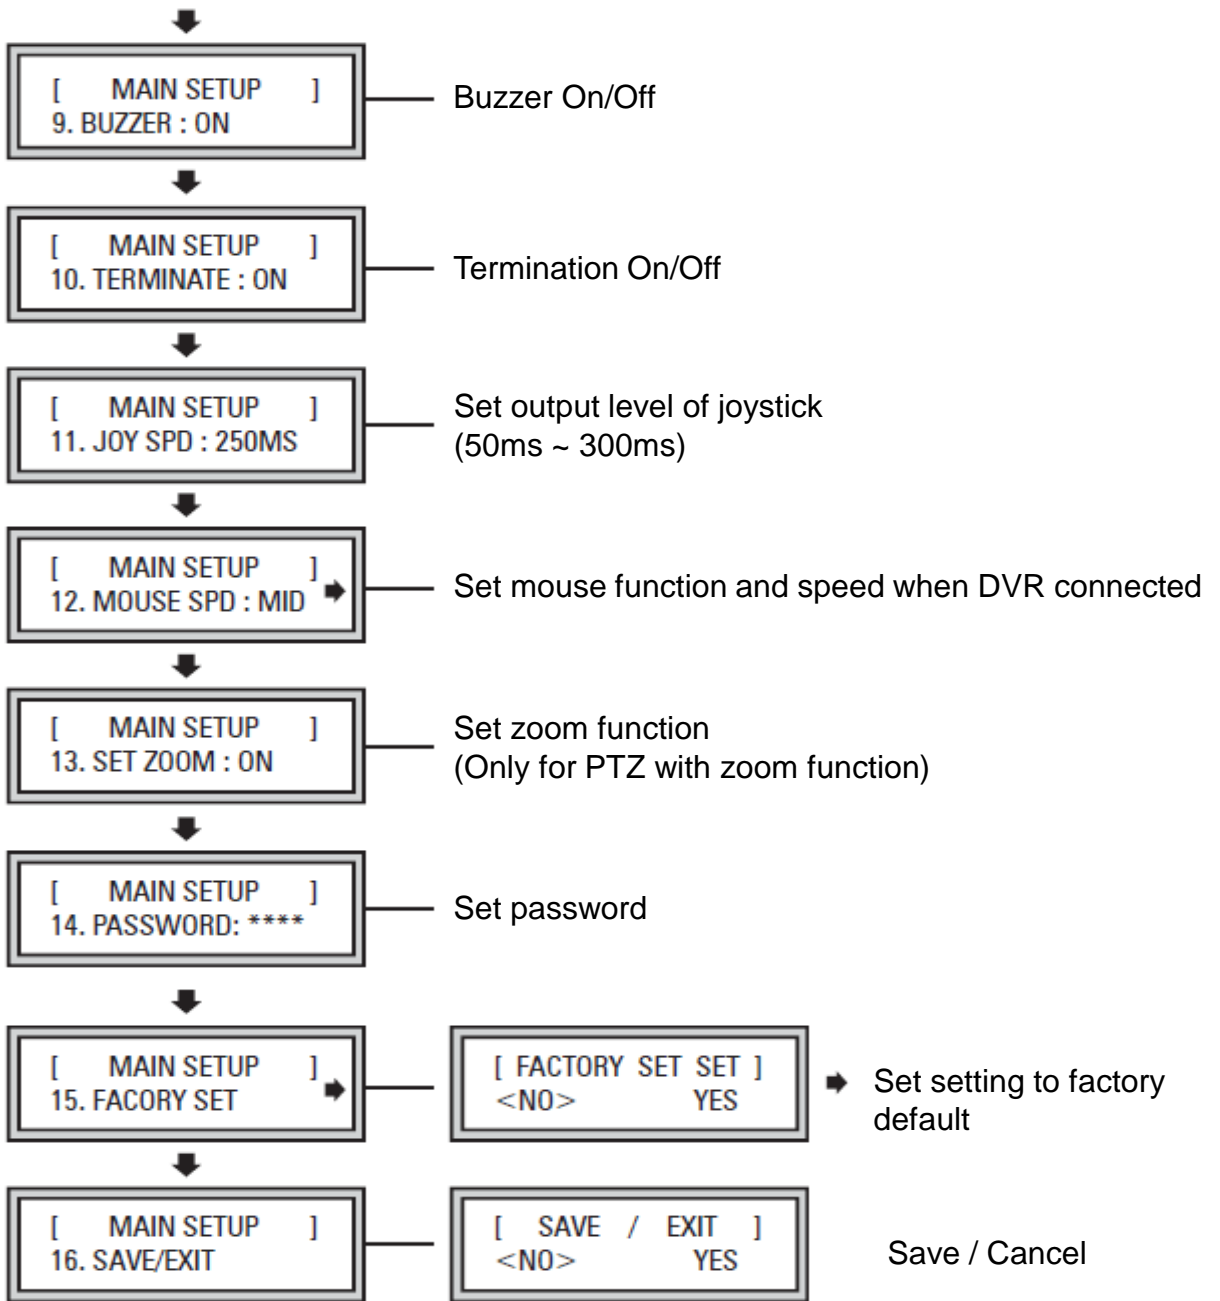 [ MAIN SETUP ]
9. BUZZER : ON
Buzzer On/Off
[ MAIN SETUP ]
10. TERMINATE : ON
Termination On/Off
[ MAIN SETUP ]
11. JOY SPD : 250MS
Set output level of joystick
(50ms ~ 300ms)
[ MAIN SETUP ]
12. MOUSE SPD : MID
Set mouse function and speed when DVR connected
[ MAIN SETUP ]
13. SET ZOOM : ON
Set zoom function
(Only for PTZ with zoom function)
[ MAIN SETUP ]
14. PASSWORD: ****
Set password
[ MAIN SETUP ]
15. FACORY SET
[ FACTORY SET SET ]
<NO> YES
Set setting to factory
default
[ MAIN SETUP ]
16. SAVE/EXIT
[ SAVE / EXIT ]
<NO> YES
Save / Cancel